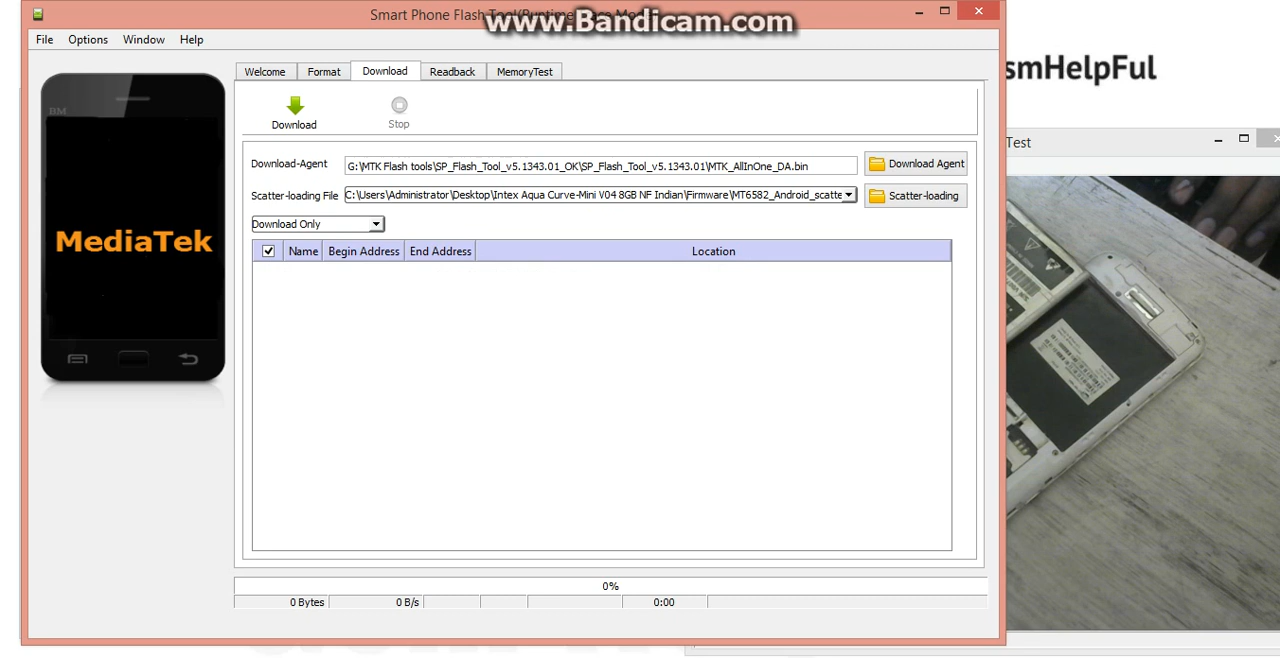 Smart Phone Flash Tool(Runtime
www.Bandicam.com
File Options Window Help
smHelpFul
Test
BM
MediaTek
Welcome Format Download Readback MemoryTest
Download Stop
Download-Agent G:\MTK Flash tools\SP_Flash_Tool_v5.1343.01_OK\SP_Flash_Tool_v5.1343.01\MTK_AllInOne_DA.bin Download Agent
Scatter-loading File C:\Users\Administrator\Desktop\Intex Aqua Curve-Mini V04 8GB NF Indian\Firmware\MT6582_Android_scatte Scatter-loading
Download Only
Name Begin Address End Address Location
0%
0 Bytes 0 B/s 0:00